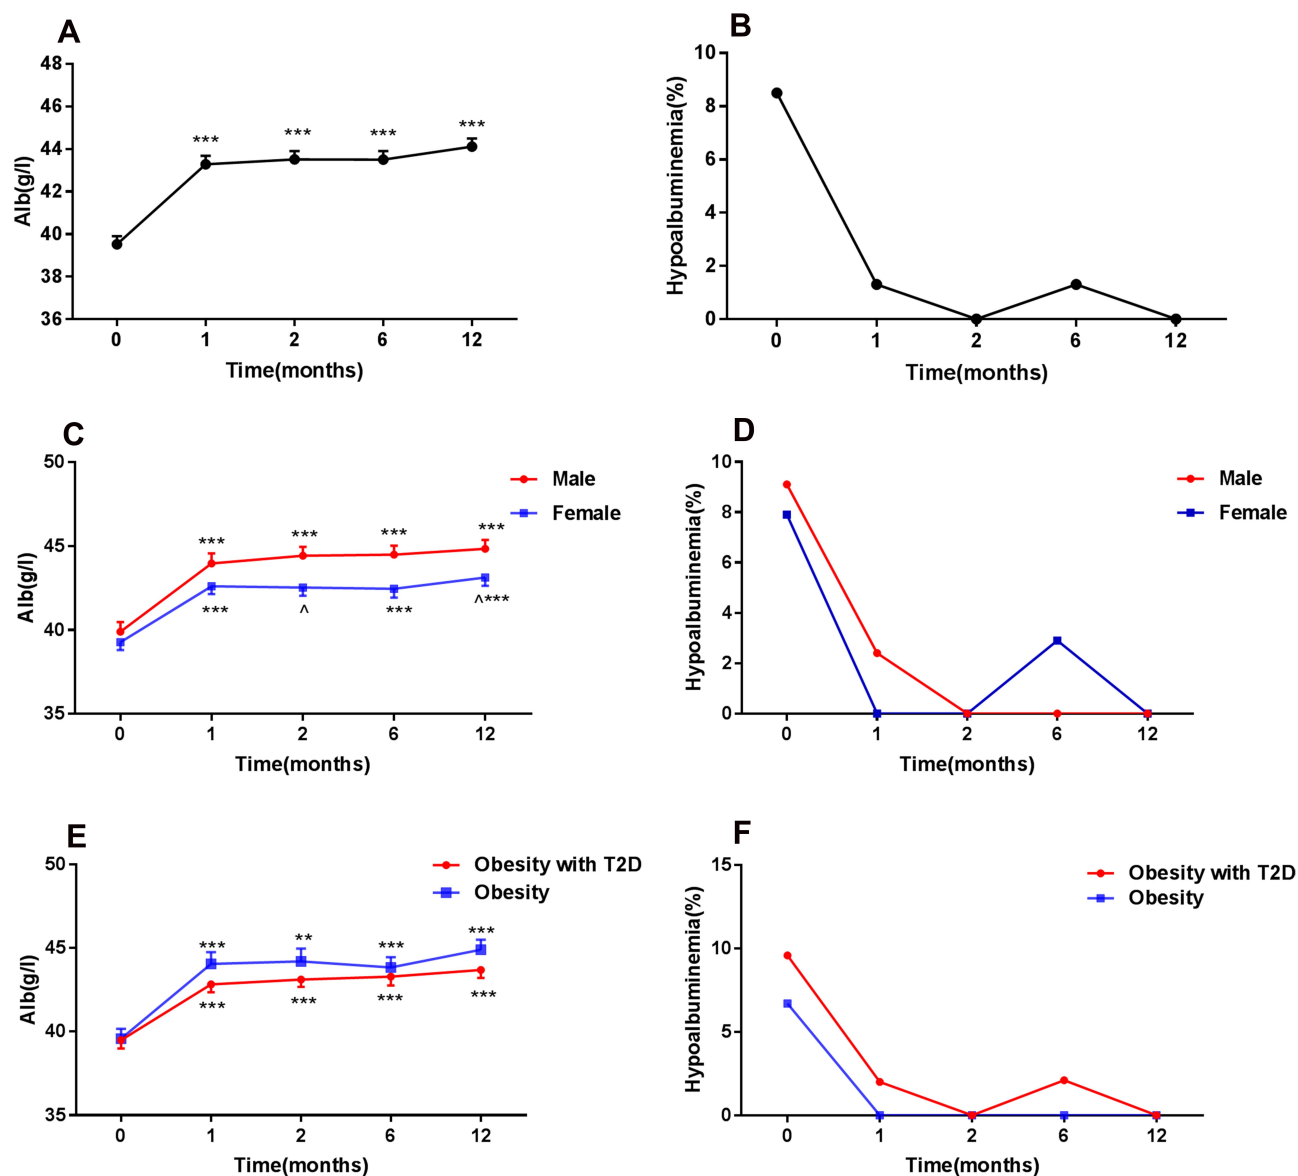 A
48
46
44
42
40
38
36
Alb(g/l)
*** *** *** ***
0 1 2 6 12
Time(months)
B
10
8
6
4
2
0
Hypoalbuminemia(%)
0 1 2 6 12
Time(months)
C
50
45
40
35
Alb(g/l)
Male
Female
*** *** *** ***
*** ^ *** ^***
0 1 2 6 12
Time(months)
D
10
8
6
4
2
0
Hypoalbuminemia(%)
Male
Female
0 1 2 6 12
Time(months)
E
50
45
40
35
Alb(g/l)
Obesity with T2D
Obesity
*** ** *** ***
*** *** *** ***
0 1 2 6 12
Time(months)
F
15
10
5
0
Hypoalbuminemia(%)
Obesity with T2D
Obesity
0 1 2 6 12
Time(months)